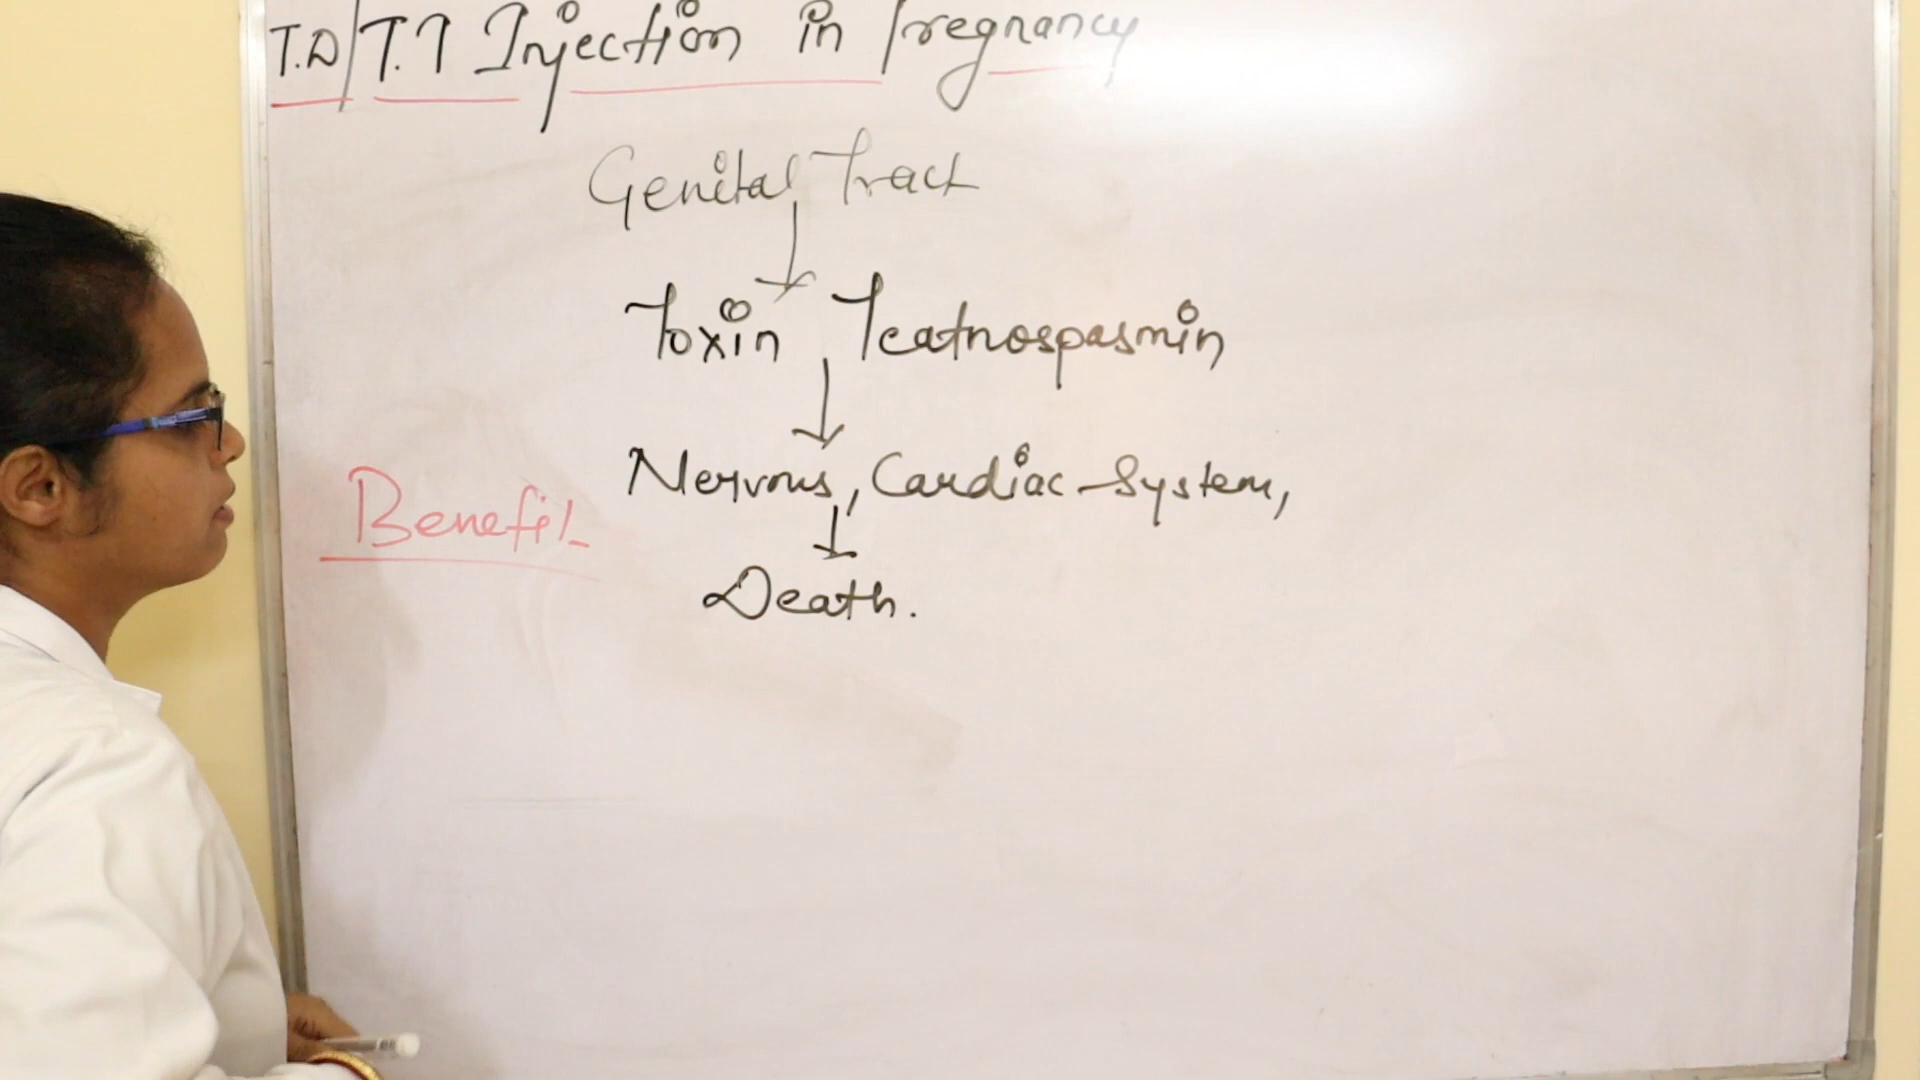 T.D/T.T Injection in Pregnancy
Genital Tract
Toxin Teatnospasmin
Nervous, Cardiac System,
Benefit
Death.